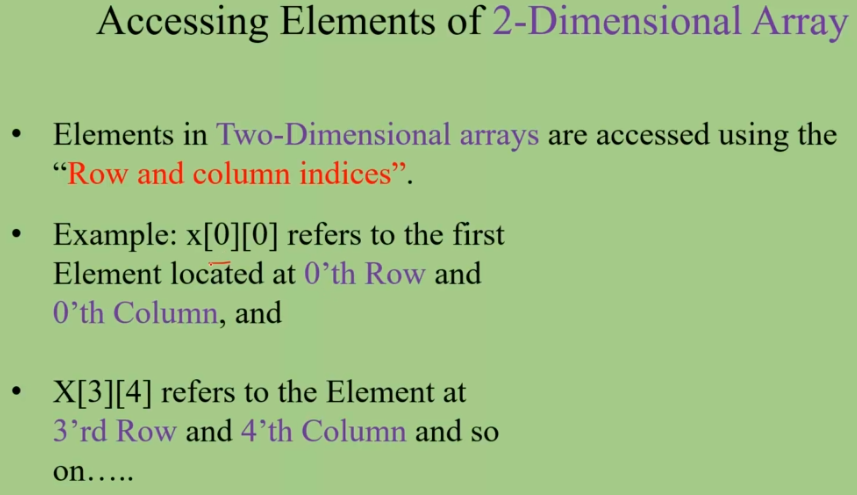 Accessing Elements of 2-Dimensional Array
• Elements in Two-Dimensional arrays are accessed using the
“Row and column indices”.
• Example: x[0][0] refers to the first
Element located at 0’th Row and
0’th Column, and
• X[3][4] refers to the Element at
3’rd Row and 4’th Column and so
on…..